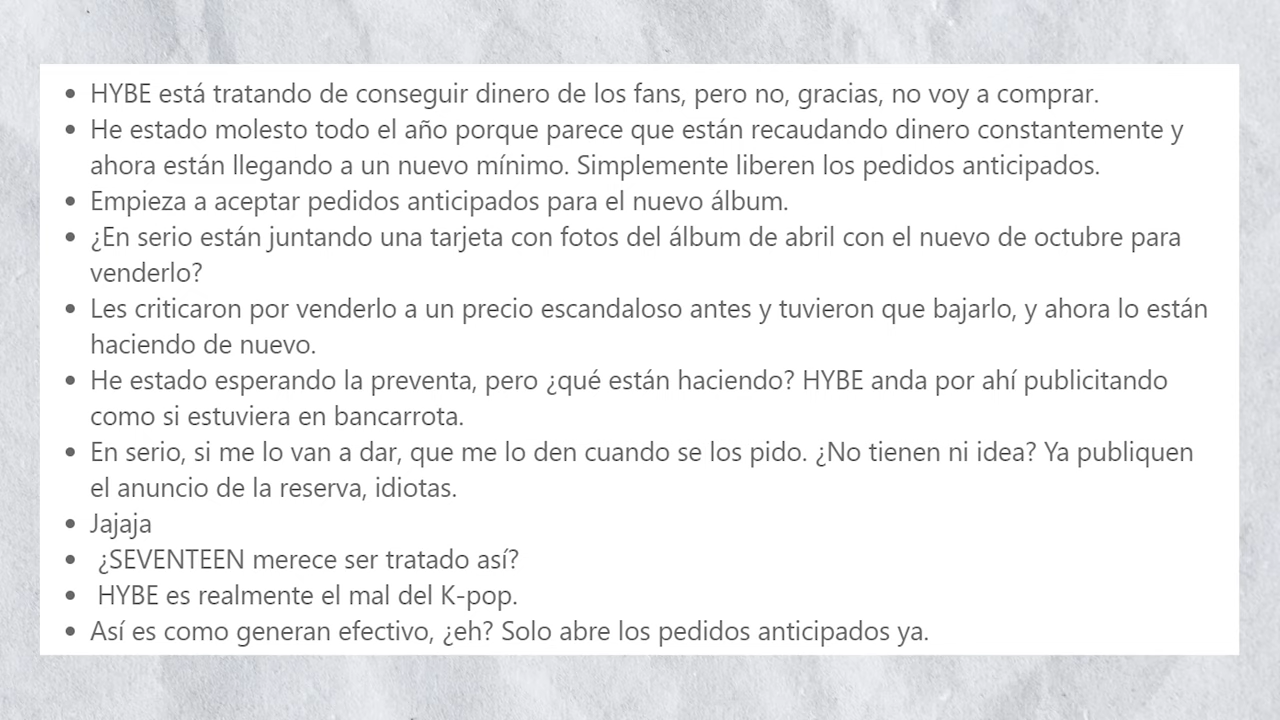 • HYBE está tratando de conseguir dinero de los fans, pero no, gracias, no voy a comprar.
• He estado molesto todo el año porque parece que están recaudando dinero constantemente y
ahora están llegando a un nuevo mínimo. Simplemente liberen los pedidos anticipados.
• Empieza a aceptar pedidos anticipados para el nuevo álbum.
• ¿En serio están juntando una tarjeta con fotos del álbum de abril con el nuevo de octubre para
venderlo?
• Les criticaron por venderlo a un precio escandaloso antes y tuvieron que bajarlo, y ahora lo están
haciendo de nuevo.
• He estado esperando la preventa, pero ¿qué están haciendo? HYBE anda por ahí publicitando
como si estuviera en bancarrota.
• En serio, si me lo van a dar, que me lo den cuando se los pido. ¿No tienen ni idea? Ya publiquen
el anuncio de la reserva, idiotas.
• Jajaja
• ¿SEVENTEEN merece ser tratado así?
• HYBE es realmente el mal del K-pop.
• Así es como generan efectivo, ¿eh? Solo abre los pedidos anticipados ya.